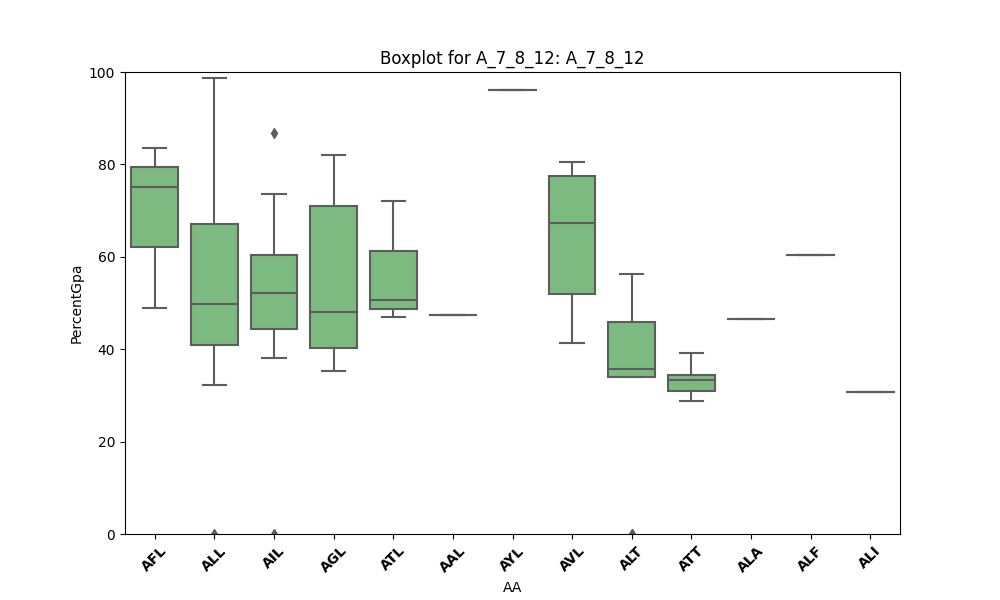 Boxplot for A_7_8_12: A_7_8_12
100
80
60
40
20
0
PercentGpa
AFL ALL AIL AGL ATL AAL AYL AVL ALT ATT ALA ALF ALI
AA